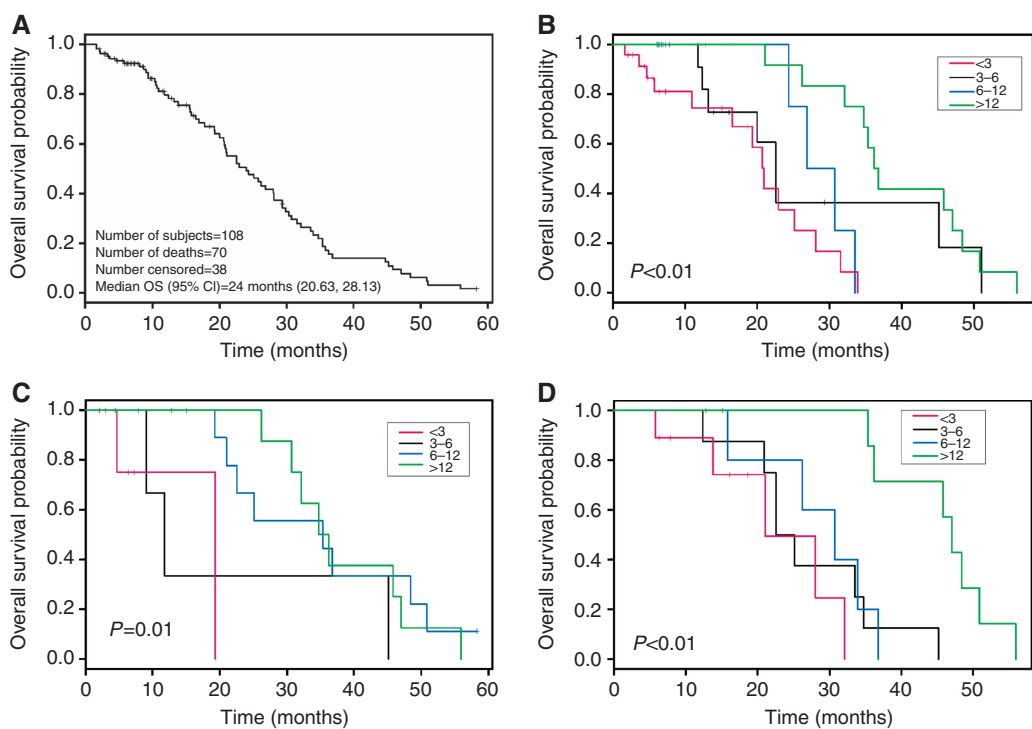 A
Overall survival probability
1.0
0.8
0.6
0.4
0.2
0.0
Number of subjects=108
Number of deaths=70
Number censored=38
Median OS (95% CI)=24 months (20.63, 28.13)
0 10 20 30 40 50 60
Time (months)
B
Overall survival probability
1.0
0.8
0.6
0.4
0.2
0.0
<3
3–6
6–12
>12
P<0.01
0 10 20 30 40 50
Time (months)
C
Overall survival probability
1.0
0.8
0.6
0.4
0.2
0.0
<3
3–6
6–12
>12
P=0.01
0 10 20 30 40 50 60
Time (months)
D
Overall survival probability
1.0
0.8
0.6
0.4
0.2
0.0
<3
3–6
6–12
>12
P<0.01
0 10 20 30 40 50
Time (months)